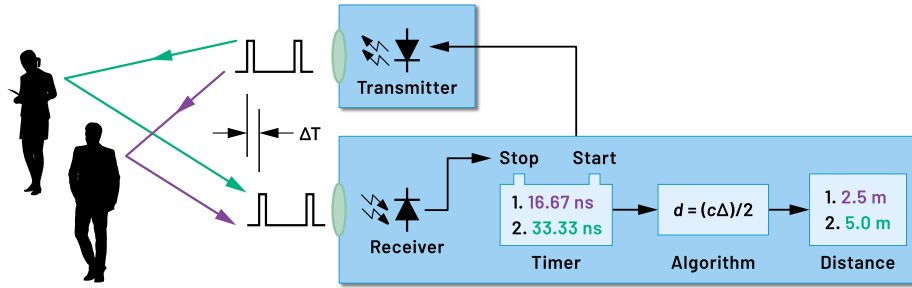 Transmitter
ΔT
Stop
Start
1. 16.67 ns
2. 33.33 ns
d = (cΔ)/2
1. 2.5 m
2. 5.0 m
Receiver
Timer
Algorithm
Distance